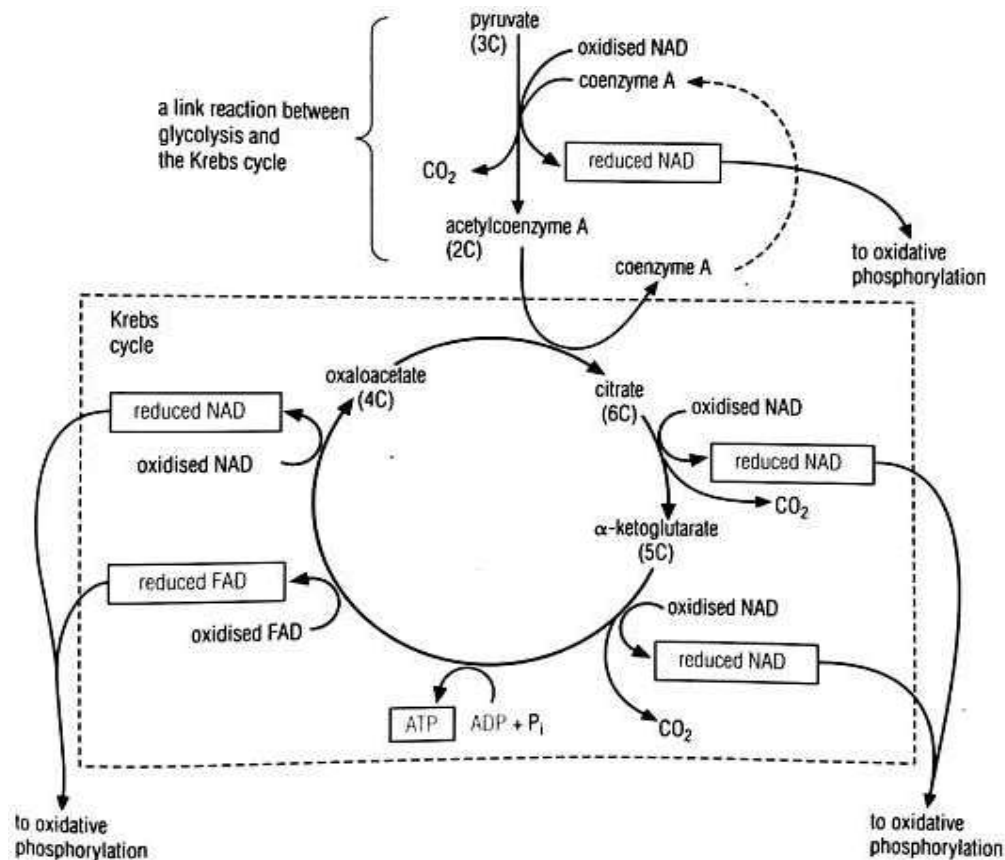 pyruvate
(3C)
oxidised NAD
coenzyme A
a link reaction between
glycolysis and
the Krebs cycle
CO₂
reduced NAD
acetylcoenzyme A
(2C)
coenzyme A
to oxidative
phosphorylation
Krebs
cycle
oxaloacetate
(4C)
citrate
(6C)
reduced NAD
oxidised NAD
oxidised NAD
reduced NAD
CO₂
α-ketoglutarate
(5C)
reduced FAD
oxidised FAD
oxidised NAD
reduced NAD
ATP
ADP + Pᵢ
CO₂
to oxidative
phosphorylation
to oxidative
phosphorylation